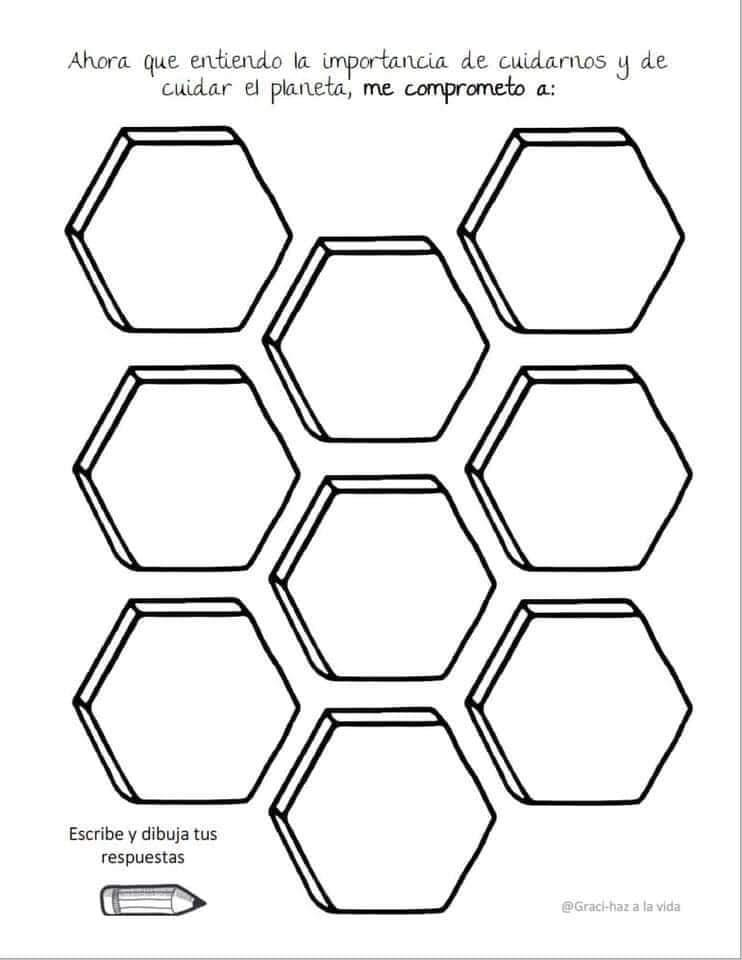 Ahora que entiendo la importancia de cuidarnos y de
cuidar el planeta, me comprometo a:
Escribe y dibuja tus
respuestas
@Graci-haz a la vida